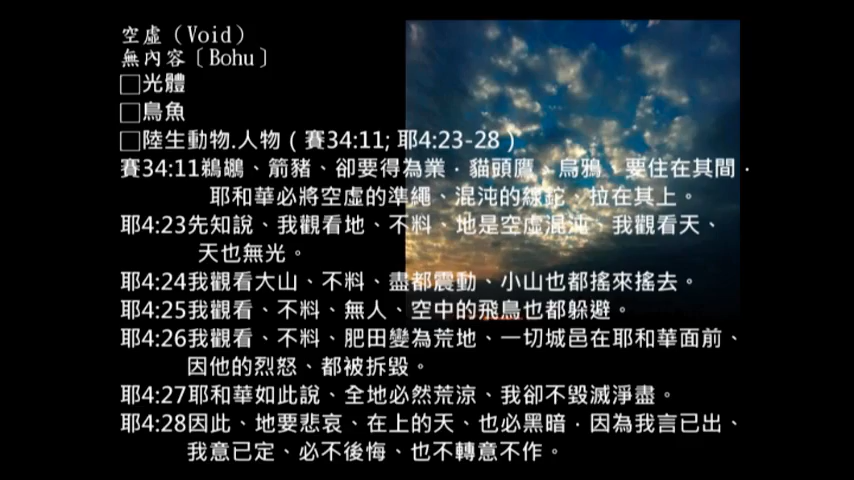 空虛（Void）
無內容〔Bohu〕
□光體
□鳥魚
□陸生動物.人物（賽34:11; 耶4:23-28）
賽34:11鵜鶘、箭豬、卻要得為業．貓頭鷹、烏鴉、要住在其間．
耶和華必將空虛的準繩、混沌的線鉈、拉在其上。
耶4:23先知說、我觀看地、不料、地是空虛混沌、我觀看天、
天也無光。
耶4:24我觀看大山、不料、盡都震動、小山也都搖來搖去。
耶4:25我觀看、不料、無人、空中的飛鳥也都躲避。
耶4:26我觀看、不料、肥田變為荒地、一切城邑在耶和華面前、
因他的烈怒、都被拆毀。
耶4:27耶和華如此說、全地必然荒涼、我卻不毀滅淨盡。
耶4:28因此、地要悲哀、在上的天、也必黑暗．因為我言已出、
我意已定、必不後悔、也不轉意不作。